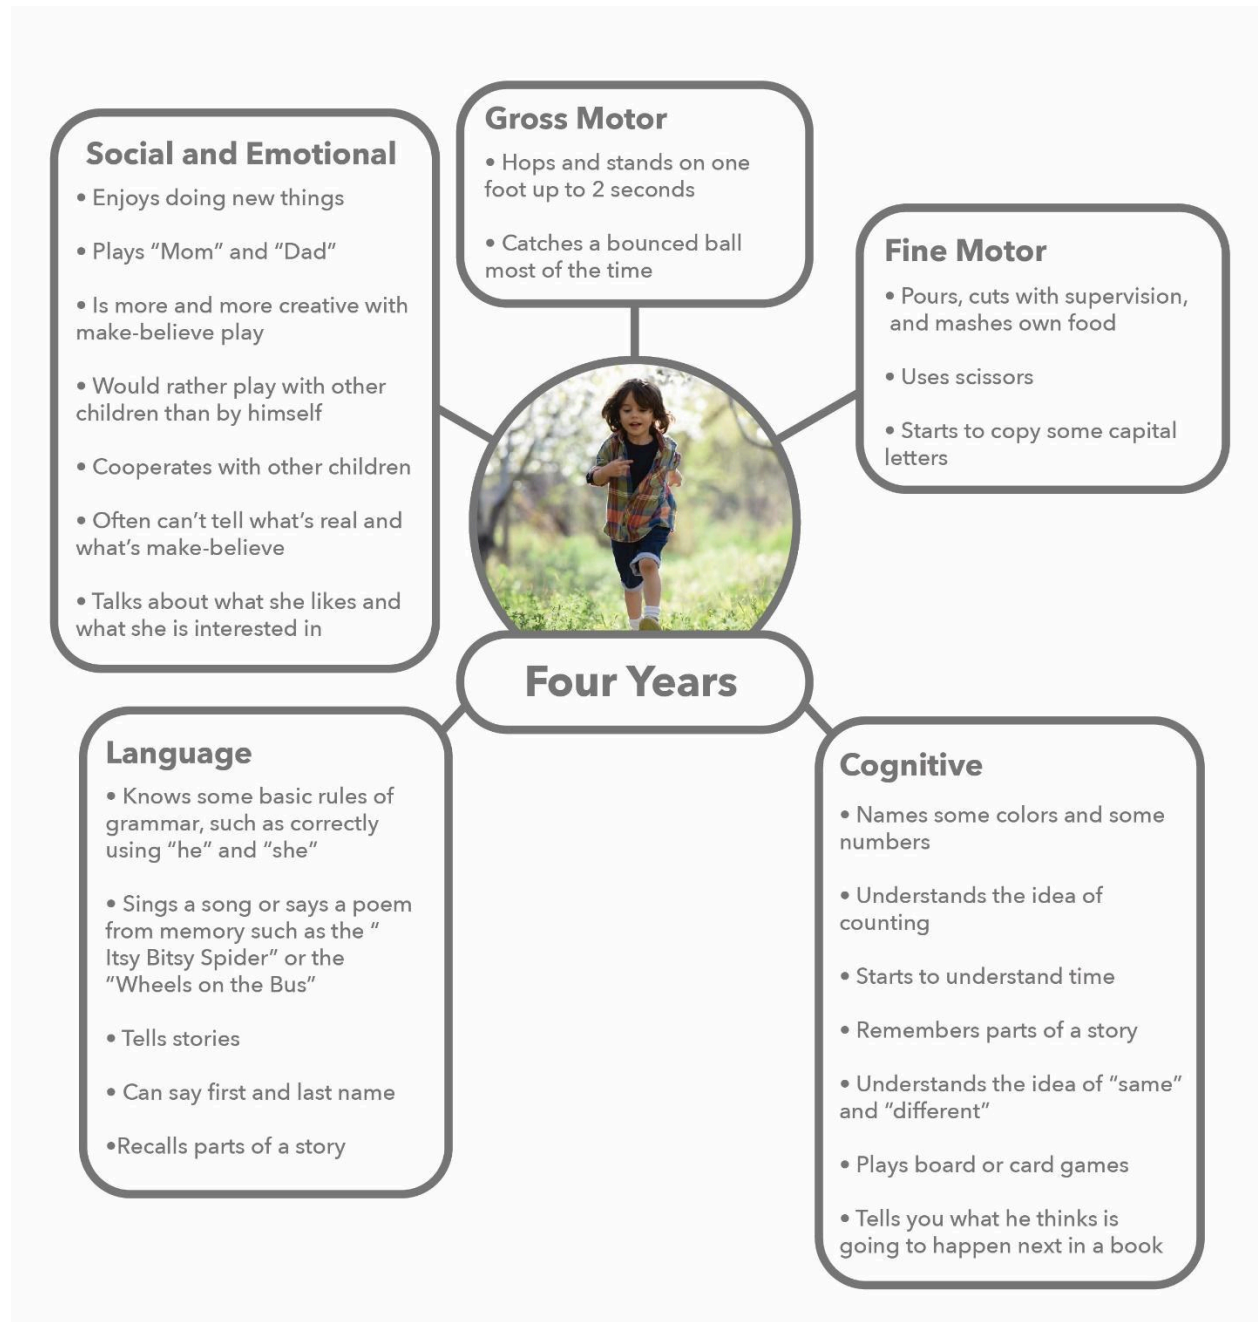 Social and Emotional
• Enjoys doing new things
• Plays “Mom” and “Dad”
• Is more and more creative with
make-believe play
• Would rather play with other
children than by himself
• Cooperates with other children
• Often can’t tell what’s real and
what’s make-believe
• Talks about what she likes and
what she is interested in
Gross Motor
• Hops and stands on one
foot up to 2 seconds
• Catches a bounced ball
most of the time
Fine Motor
• Pours, cuts with supervision,
and mashes own food
• Uses scissors
• Starts to copy some capital
letters
Four Years
Language
• Knows some basic rules of
grammar, such as correctly
using “he” and “she”
• Sings a song or says a poem
from memory such as the “
Itsy Bitsy Spider” or the
“Wheels on the Bus”
• Tells stories
• Can say first and last name
•Recalls parts of a story
Cognitive
• Names some colors and some
numbers
• Understands the idea of
counting
• Starts to understand time
• Remembers parts of a story
• Understands the idea of “same”
and “different”
• Plays board or card games
• Tells you what he thinks is
going to happen next in a book